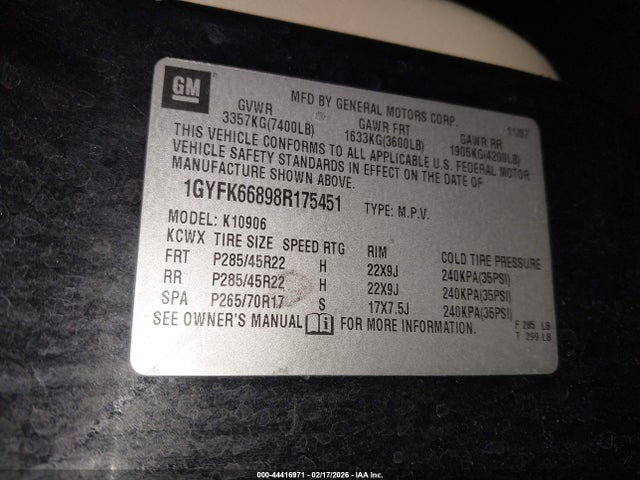 GM
MFD BY GENERAL MOTORS CORP. 11/07
GVWR GAWR FRT GAWR RR
3357KG(7400LB) 1633KG(3600LB) 1905KG(4200LB)
THIS VEHICLE CONFORMS TO ALL APPLICABLE U.S. FEDERAL MOTOR
VEHICLE SAFETY STANDARDS IN EFFECT ON THE DATE OF
MANUFACTURE SHOWN ABOVE.
1GYFK66898R175451 TYPE: M.P.V.
MODEL: K10906
KCWX TIRE SIZE SPEED RTG RIM COLD TIRE PRESSURE
FRT P285/45R22 H 22X9J 240KPA(35PSI)
RR P285/45R22 H 22X9J 240KPA(35PSI)
SPA P265/70R17 S 17X7.5J 240KPA(35PSI)
SEE OWNER'S MANUAL i FOR MORE INFORMATION.
F 285 LB
T 299 LB
000-44416971 - 02/17/2026 - IAA Inc.